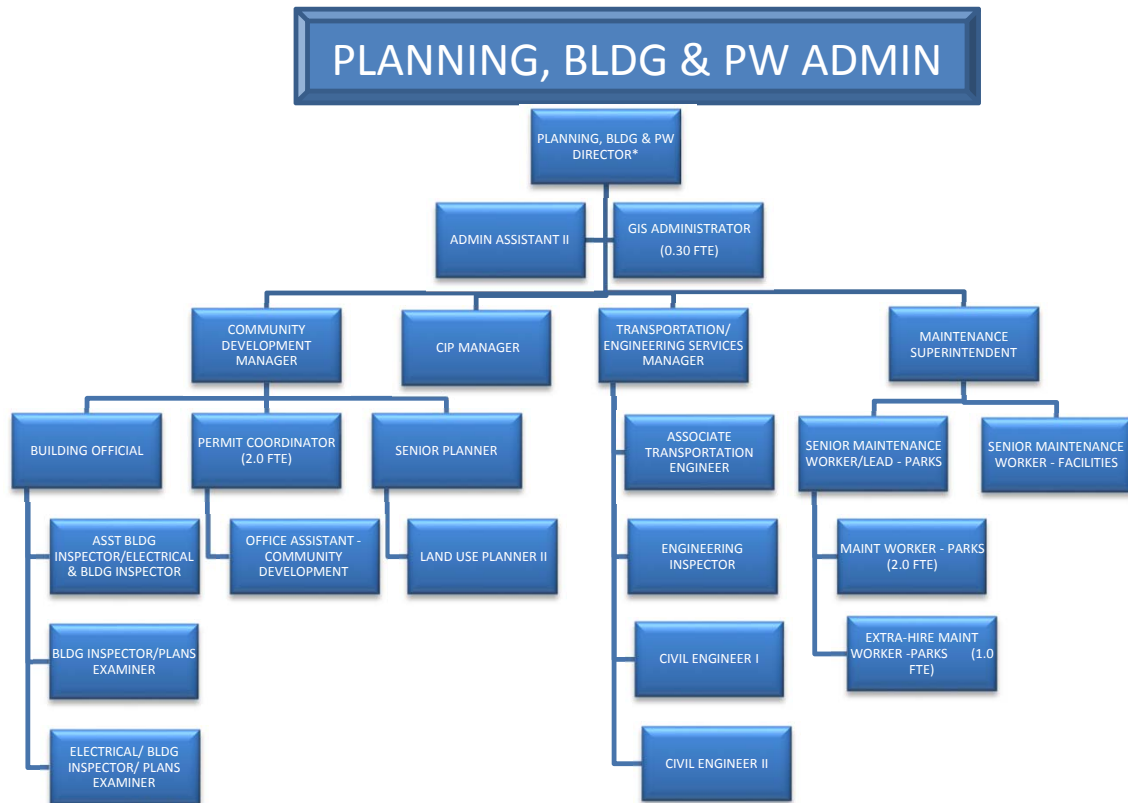 PLANNING, BLDG & PW ADMIN
PLANNING, BLDG & PW
DIRECTOR*
ADMIN ASSISTANT II
GIS ADMINISTRATOR
(0.30 FTE)
COMMUNITY
DEVELOPMENT
MANAGER
CIP MANAGER
TRANSPORTATION/
ENGINEERING SERVICES
MANAGER
MAINTENANCE
SUPERINTENDENT
BUILDING OFFICIAL
PERMIT COORDINATOR
(2.0 FTE)
SENIOR PLANNER
ASSOCIATE
TRANSPORTATION
ENGINEER
SENIOR MAINTENANCE
WORKER/LEAD - PARKS
SENIOR MAINTENANCE
WORKER - FACILITIES
ASST BLDG
INSPECTOR/ELECTRICAL
& BLDG INSPECTOR
OFFICE ASSISTANT -
COMMUNITY
DEVELOPMENT
LAND USE PLANNER II
ENGINEERING
INSPECTOR
MAINT WORKER - PARKS
(2.0 FTE)
BLDG INSPECTOR/PLANS
EXAMINER
CIVIL ENGINEER I
EXTRA-HIRE MAINT
WORKER -PARKS (1.0
FTE)
ELECTRICAL/ BLDG
INSPECTOR/ PLANS
EXAMINER
CIVIL ENGINEER II